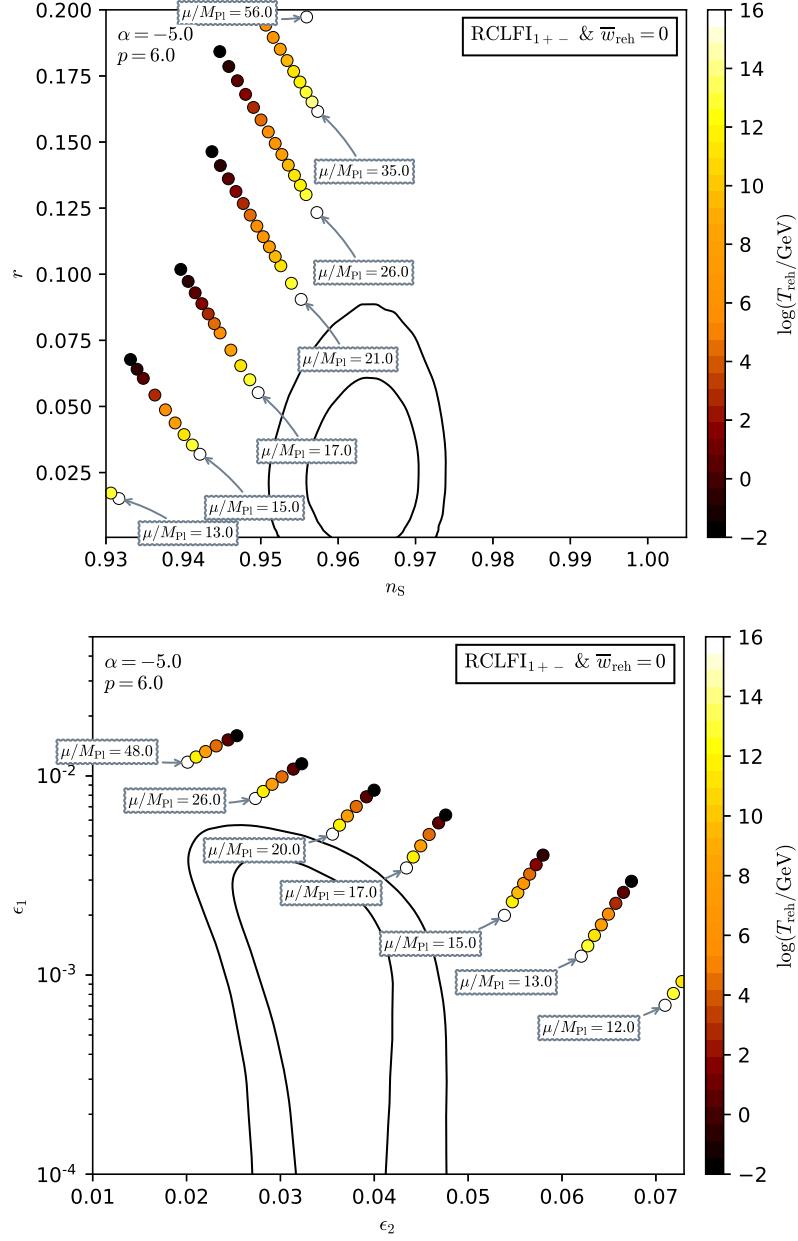 α = −5.0
p = 6.0
RCLFI1+− & w̅reh = 0
μ/MPl = 56.0
μ/MPl = 35.0
μ/MPl = 26.0
μ/MPl = 21.0
μ/MPl = 17.0
μ/MPl = 15.0
μ/MPl = 13.0
0.200
0.175
0.150
0.125
0.100
0.075
0.050
0.025
r
0.93 0.94 0.95 0.96 0.97 0.98 0.99 1.00
nS
16
14
12
10
8
6
4
2
0
−2
log(Treh/GeV)
α = −5.0
p = 6.0
RCLFI1+− & w̅reh = 0
μ/MPl = 48.0
μ/MPl = 26.0
μ/MPl = 20.0
μ/MPl = 17.0
μ/MPl = 15.0
μ/MPl = 13.0
μ/MPl = 12.0
10-2
10-3
10-4
ϵ1
0.01 0.02 0.03 0.04 0.05 0.06 0.07
ϵ2
16
14
12
10
8
6
4
2
0
−2
log(Treh/GeV)